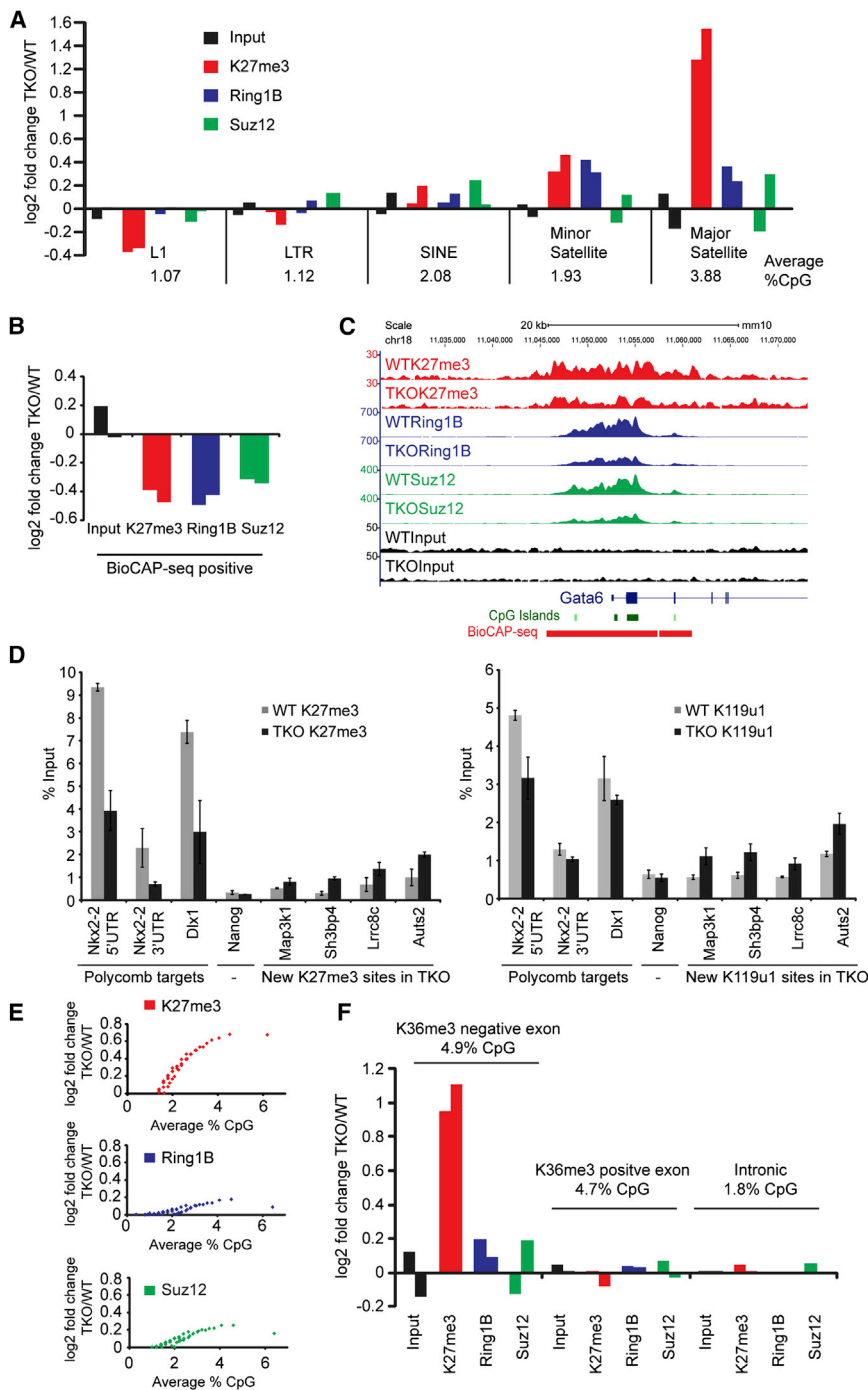 A
log2 fold change TKO/WT
1.6
1.2
1
0.8
0.4
0
-0.2
-0.4
Input
K27me3
Ring1B
Suz12
L1
1.07
LTR
1.12
SINE
2.08
Minor
Satellite
1.93
Major
Satellite
3.88
Average
%CpG
B
log2 fold change TKO/WT
0.4
0.2
0
-0.2
-0.4
-0.6
Input K27me3 Ring1B Suz12
BioCAP-seq positive
C
Scale 20 kb mm10
chr18 11,035,000 11,040,000 11,045,000 11,050,000 11,055,000 11,060,000 11,065,000 11,070,000
30
WTK27me3
30
TKOK27me3
700
WTRing1B
700
TKORing1B
400
WTSuz12
400
TKOSuz12
50
WTInput
50
TKOInput
Gata6
CpG Islands
BioCAP-seq
D
% Input
10
9
8
7
6
5
4
3
2
1
0
WT K27me3
TKO K27me3
Nkx2-2
5'UTR
Nkx2-2
3'UTR
Dlx1
Nanog
Map3k1
Sh3bp4
Lrrc8c
Auts2
Polycomb targets - New K27me3 sites in TKO
% Input
6
5
4
3
2
1
0
WT K119u1
TKO K119u1
Nkx2-2
5'UTR
Nkx2-2
3'UTR
Dlx1
Nanog
Map3k1
Sh3bp4
Lrrc8c
Auts2
Polycomb targets - New K119u1 sites in TKO
E
K27me3
log2 fold change
TKO/WT
0.8
0.6
0.4
0.2
0
0 2 4 6
Average % CpG
Ring1B
log2 fold change
TKO/WT
0.8
0.6
0.4
0.2
0
0 2 4 6
Average % CpG
Suz12
log2 fold change
TKO/WT
0.8
0.6
0.4
0.2
0
0 2 4 6
Average % CpG
F
log2 fold change TKO/WT
1.2
1
0.8
0.6
0.4
0.2
0
-0.2
K36me3 negative exon
4.9% CpG
K36me3 positve exon
4.7% CpG
Intronic
1.8% CpG
Input
K27me3
Ring1B
Suz12
Input
K27me3
Ring1B
Suz12
Input
K27me3
Ring1B
Suz12